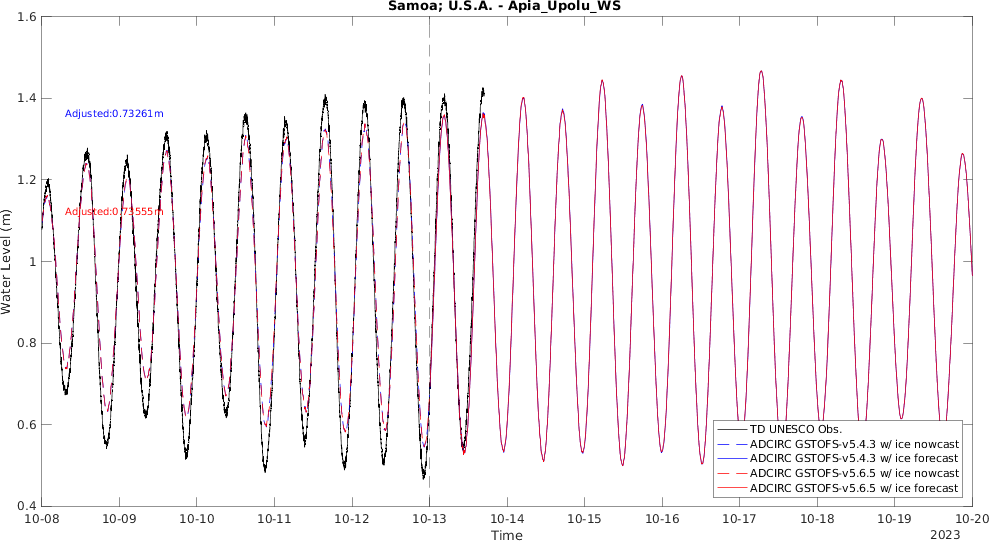 Samoa; U.S.A. - Apia_Upolu_WS
1.6
1.4
1.2
1
0.8
0.6
0.4
Water Level (m)
Adjusted:0.73261m
Adjusted:0.73555m
TD UNESCO Obs.
ADCIRC GSTOFS-v5.4.3 w/ ice nowcast
ADCIRC GSTOFS-v5.4.3 w/ ice forecast
ADCIRC GSTOFS-v5.6.5 w/ ice nowcast
ADCIRC GSTOFS-v5.6.5 w/ ice forecast
10-08 10-09 10-10 10-11 10-12 10-13 10-14 10-15 10-16 10-17 10-18 10-19 10-20
Time
2023